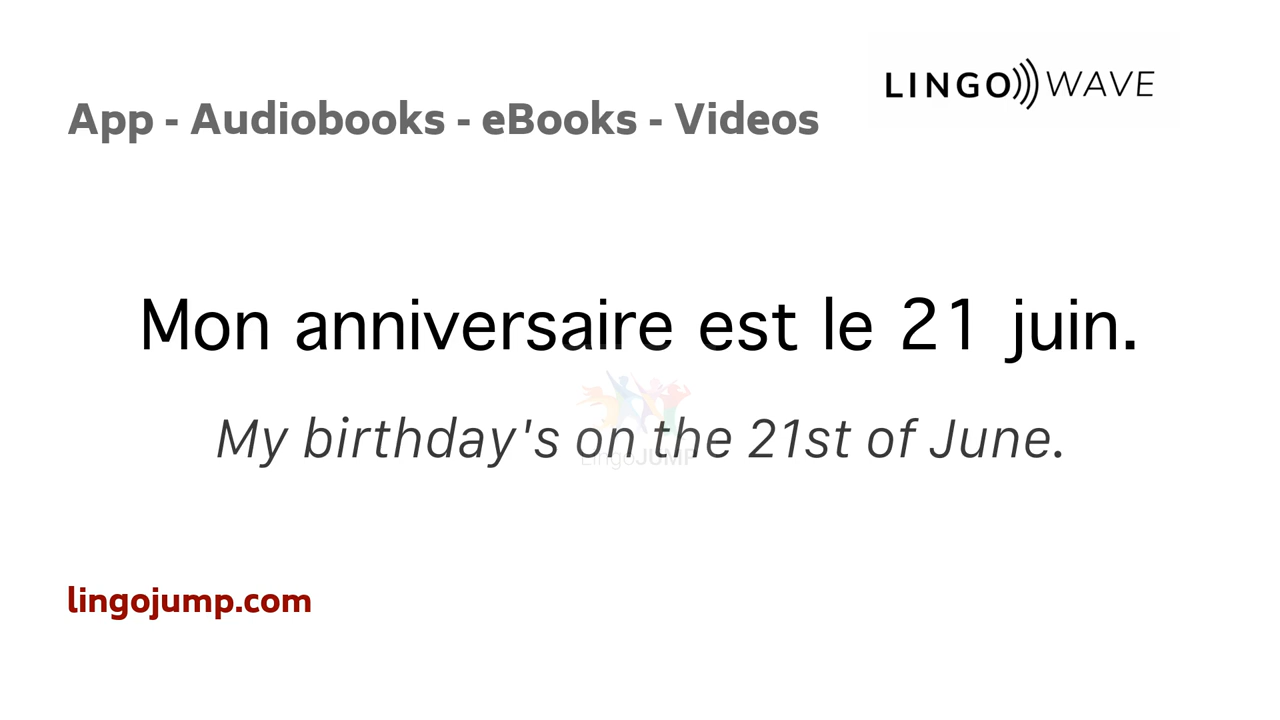 LINGO WAVE
App - Audiobooks - eBooks - Videos
Mon anniversaire est le 21 juin.
My birthday's on the 21st of June.
LingoJUMP
lingojump.com